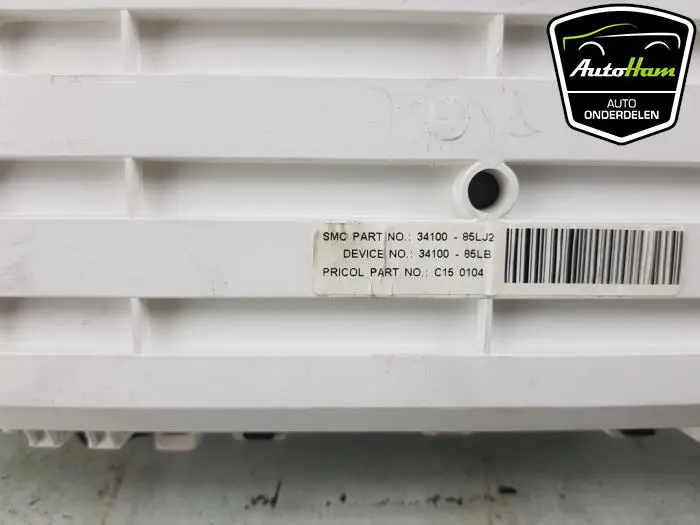 AutoHam
AUTO
ONDERDELEN
SMC PART NO.: 34100 - 85LJ2
DEVICE NO.: 34100 - 85LB
PRICOL PART NO.: C15 0104